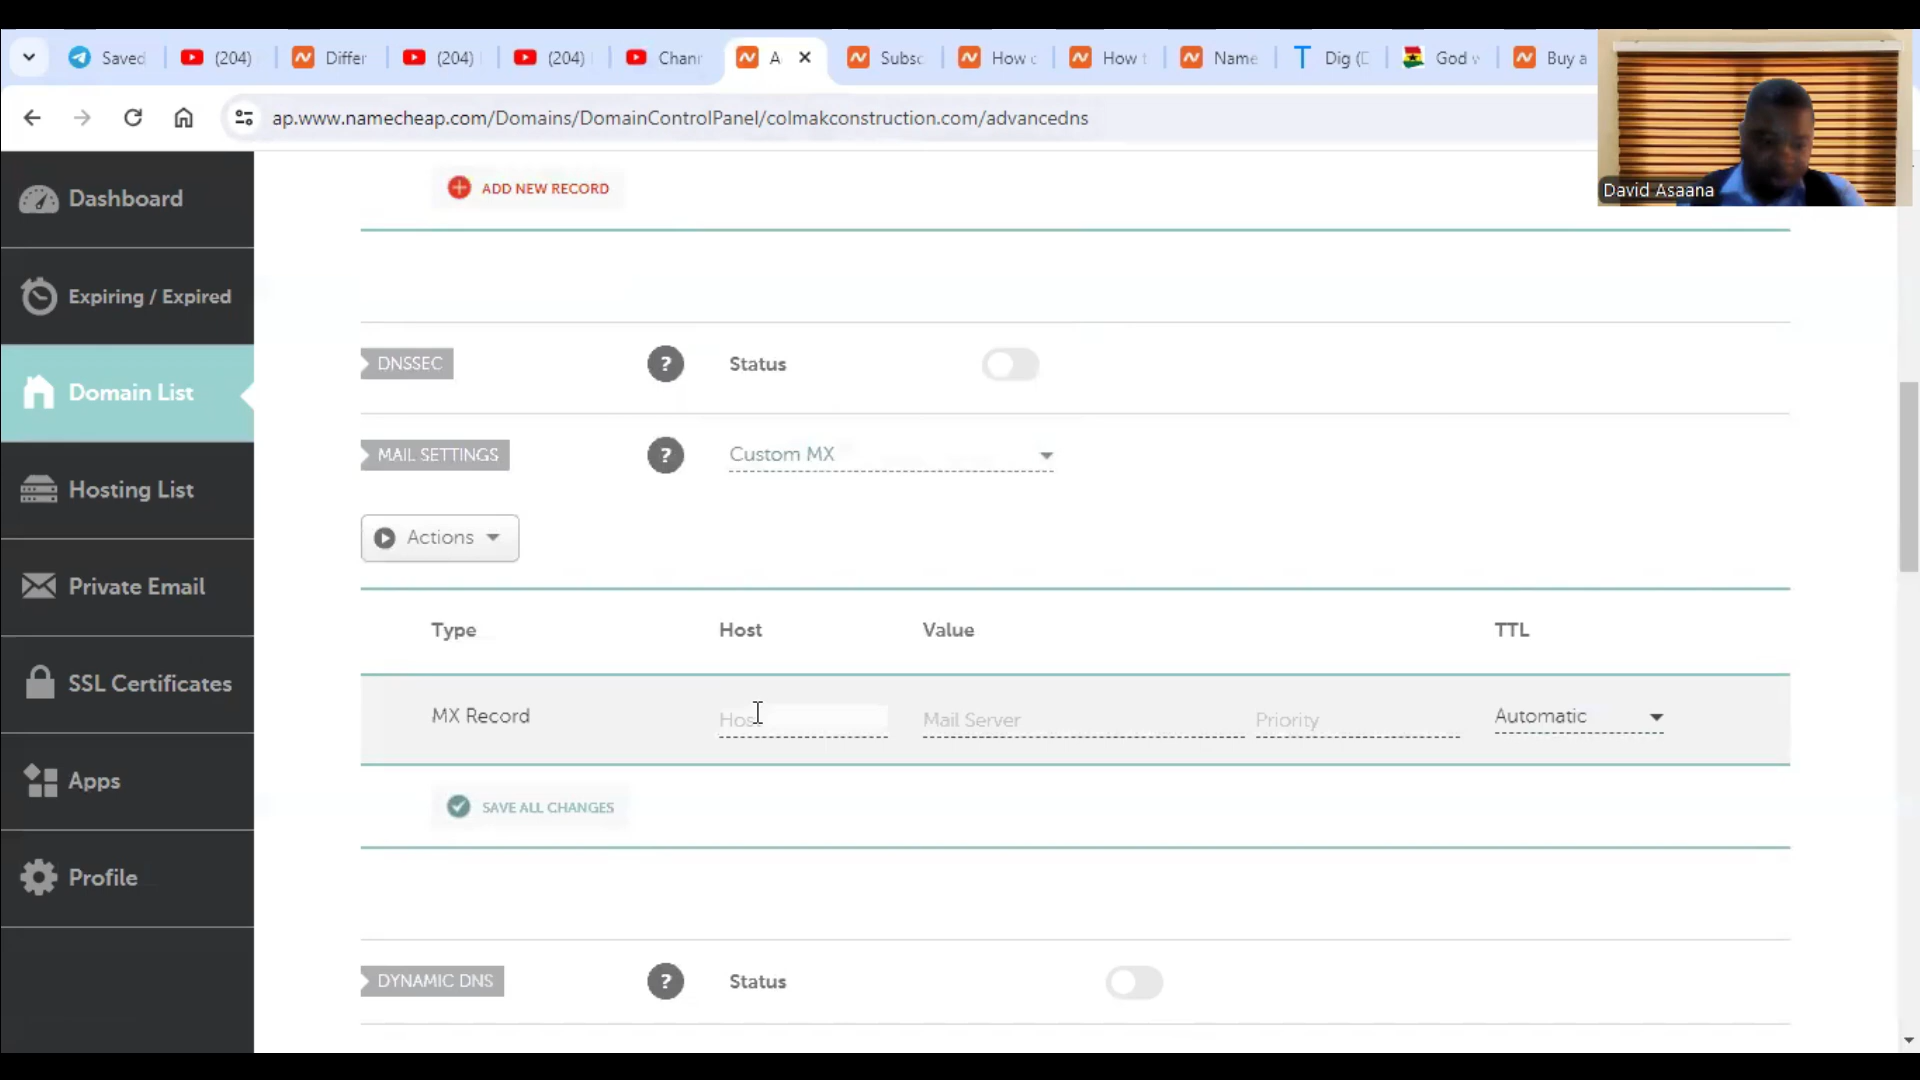 Saved
(204)
Differ
(204)
(204)
Chann
A
Subsc
How c
How t
Name
Dig (D
God v
Buy a
ap.www.namecheap.com/Domains/DomainControlPanel/colmakconstruction.com/advancedns
David Asaana
Dashboard
Expiring / Expired
Domain List
Hosting List
Private Email
SSL Certificates
Apps
Profile
ADD NEW RECORD
DNSSEC
?
Status
MAIL SETTINGS
?
Custom MX
Actions
Type
Host
Value
TTL
MX Record
Host
Mail Server
Priority
Automatic
SAVE ALL CHANGES
DYNAMIC DNS
?
Status